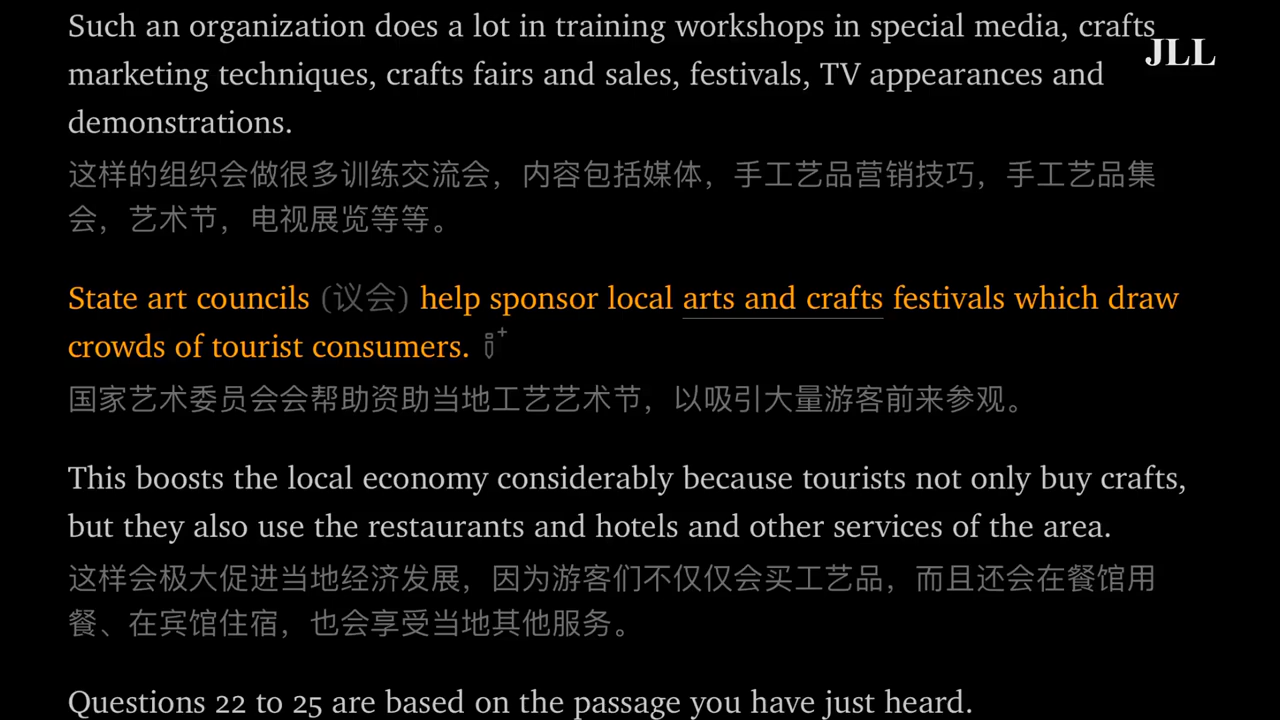 Such an organization does a lot in training workshops in special media, crafts
JLL
marketing techniques, crafts fairs and sales, festivals, TV appearances and
demonstrations.
这样的组织会做很多训练交流会，内容包括媒体，手工艺品营销技巧，手工艺品集
会，艺术节，电视展览等等。
State art councils (议会) help sponsor local arts and crafts festivals which draw
crowds of tourist consumers.
国家艺术委员会会帮助资助当地工艺艺术节，以吸引大量游客前来参观。
This boosts the local economy considerably because tourists not only buy crafts,
but they also use the restaurants and hotels and other services of the area.
这样会极大促进当地经济发展，因为游客们不仅仅会买工艺品，而且还会在餐馆用
餐、在宾馆住宿，也会享受当地其他服务。
Questions 22 to 25 are based on the passage you have just heard.